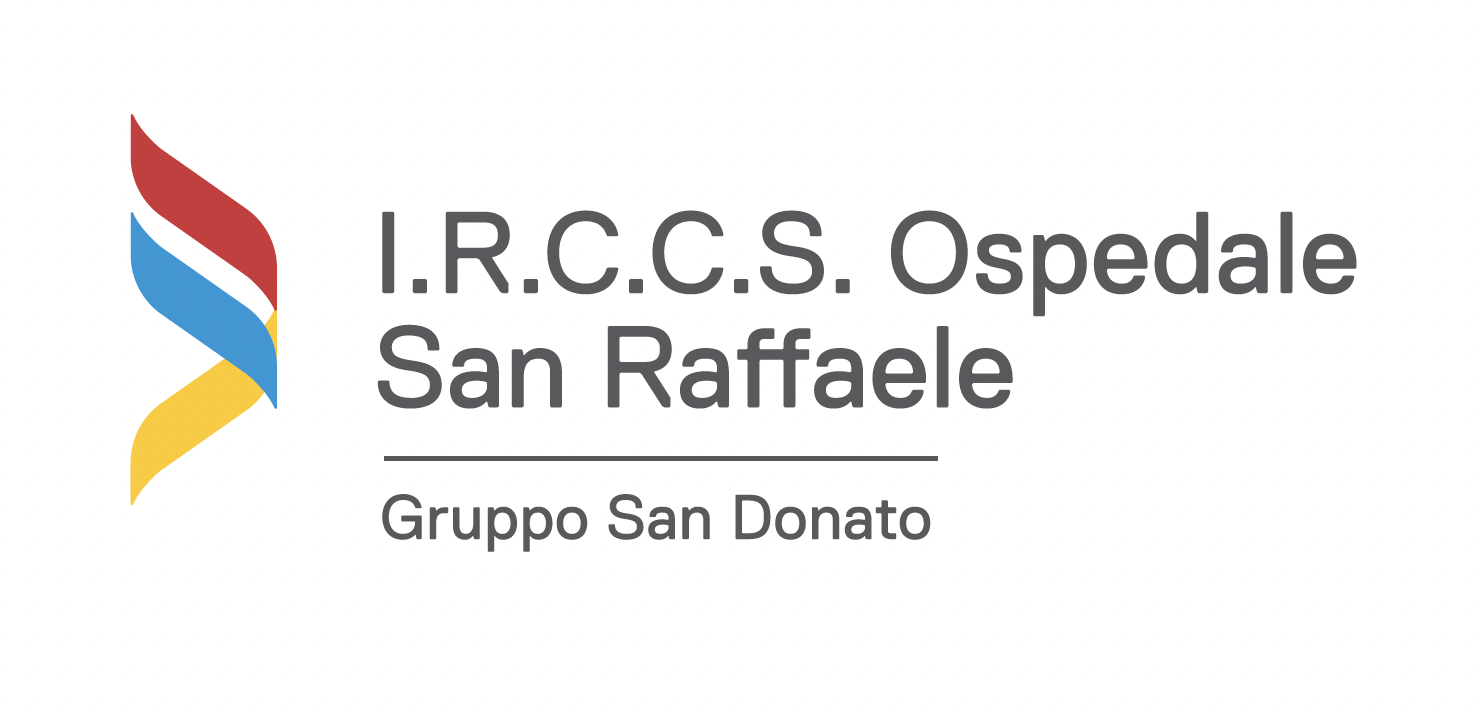 I.R.C.C.S. Ospedale
San Raffaele
Gruppo San Donato